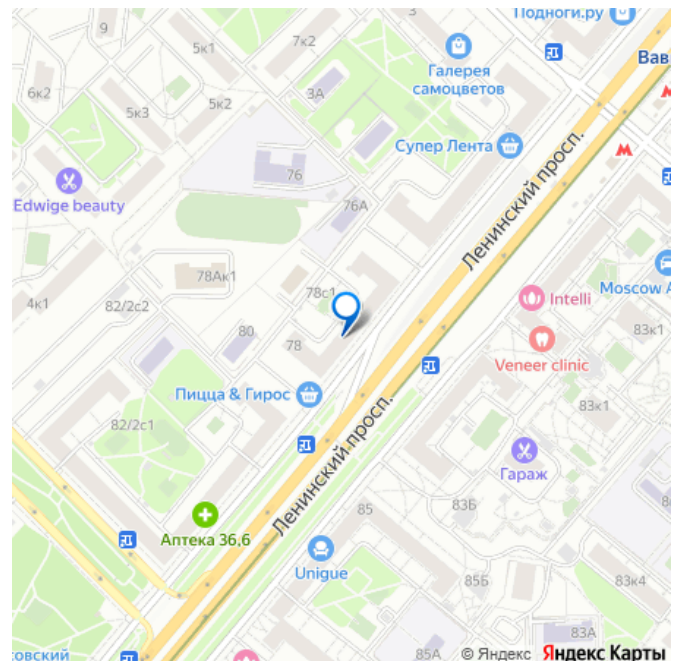 Подноги.ру
9
3
5к1
7к2
Вав
Галерея
самоцветов
6к2
3А
5к3
5к2
Супер Лента
76
Edwige beauty
76А
Ленинский просп.
78Ак1
78с1
Intelli
Moscow A
4к1
82/2с2
83к1
80
78
Veneer clinic
Пицца & Гирос
83к1
82/2с1
Ленинский просп.
Гараж
85
83Б
Аптека 36,6
Unigue
85Б
83к4
83А
85А
овский
© Яндекс Яндекс Карты